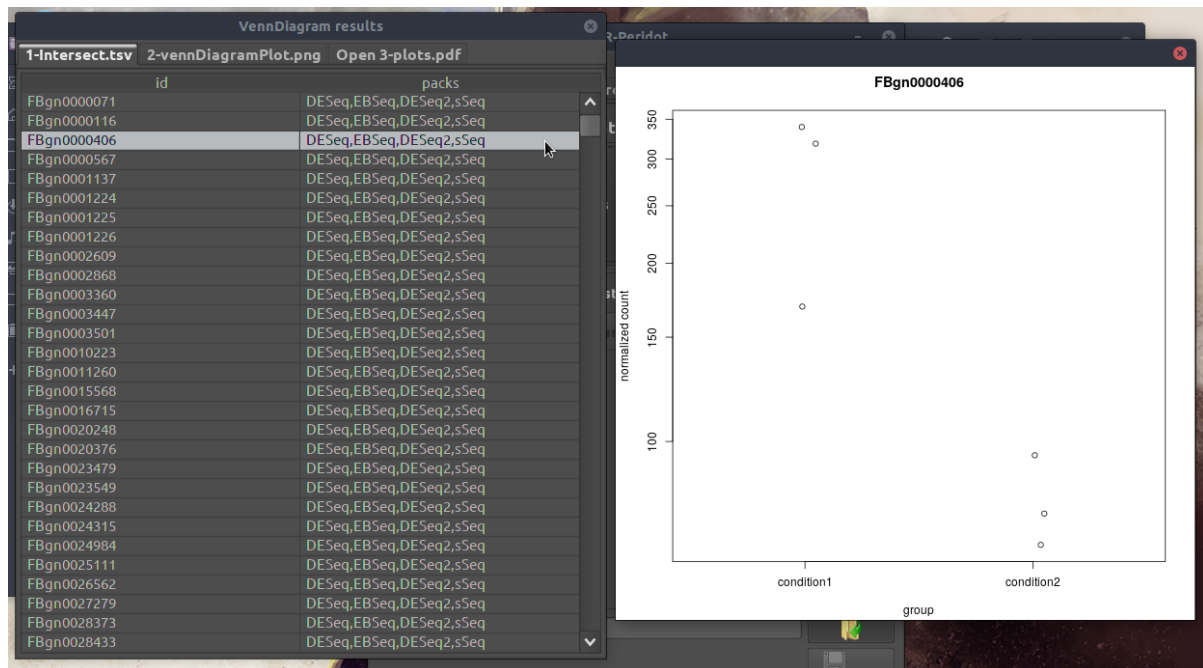 VennDiagram results
1-Intersect.tsv 2-vennDiagramPlot.png Open 3-plots.pdf
id packs
FBgn0000071 DESeq,EBSeq,DESeq2,sSeq
FBgn0000116 DESeq,EBSeq,DESeq2,sSeq
FBgn0000406 DESeq,EBSeq,DESeq2,sSeq
FBgn0000567 DESeq,EBSeq,DESeq2,sSeq
FBgn0001137 DESeq,EBSeq,DESeq2,sSeq
FBgn0001224 DESeq,EBSeq,DESeq2,sSeq
FBgn0001225 DESeq,EBSeq,DESeq2,sSeq
FBgn0001226 DESeq,EBSeq,DESeq2,sSeq
FBgn0002609 DESeq,EBSeq,DESeq2,sSeq
FBgn0002868 DESeq,EBSeq,DESeq2,sSeq
FBgn0003360 DESeq,EBSeq,DESeq2,sSeq
FBgn0003447 DESeq,EBSeq,DESeq2,sSeq
FBgn0003501 DESeq,EBSeq,DESeq2,sSeq
FBgn0010223 DESeq,EBSeq,DESeq2,sSeq
FBgn0011260 DESeq,EBSeq,DESeq2,sSeq
FBgn0015568 DESeq,EBSeq,DESeq2,sSeq
FBgn0016715 DESeq,EBSeq,DESeq2,sSeq
FBgn0020248 DESeq,EBSeq,DESeq2,sSeq
FBgn0020376 DESeq,EBSeq,DESeq2,sSeq
FBgn0023479 DESeq,EBSeq,DESeq2,sSeq
FBgn0023549 DESeq,EBSeq,DESeq2,sSeq
FBgn0024288 DESeq,EBSeq,DESeq2,sSeq
FBgn0024315 DESeq,EBSeq,DESeq2,sSeq
FBgn0024984 DESeq,EBSeq,DESeq2,sSeq
FBgn0025111 DESeq,EBSeq,DESeq2,sSeq
FBgn0026562 DESeq,EBSeq,DESeq2,sSeq
FBgn0027279 DESeq,EBSeq,DESeq2,sSeq
FBgn0028373 DESeq,EBSeq,DESeq2,sSeq
FBgn0028433 DESeq,EBSeq,DESeq2,sSeq
R-Peridot
FBgn0000406
350
300
250
200
150
100
normalized count
condition1 condition2
group